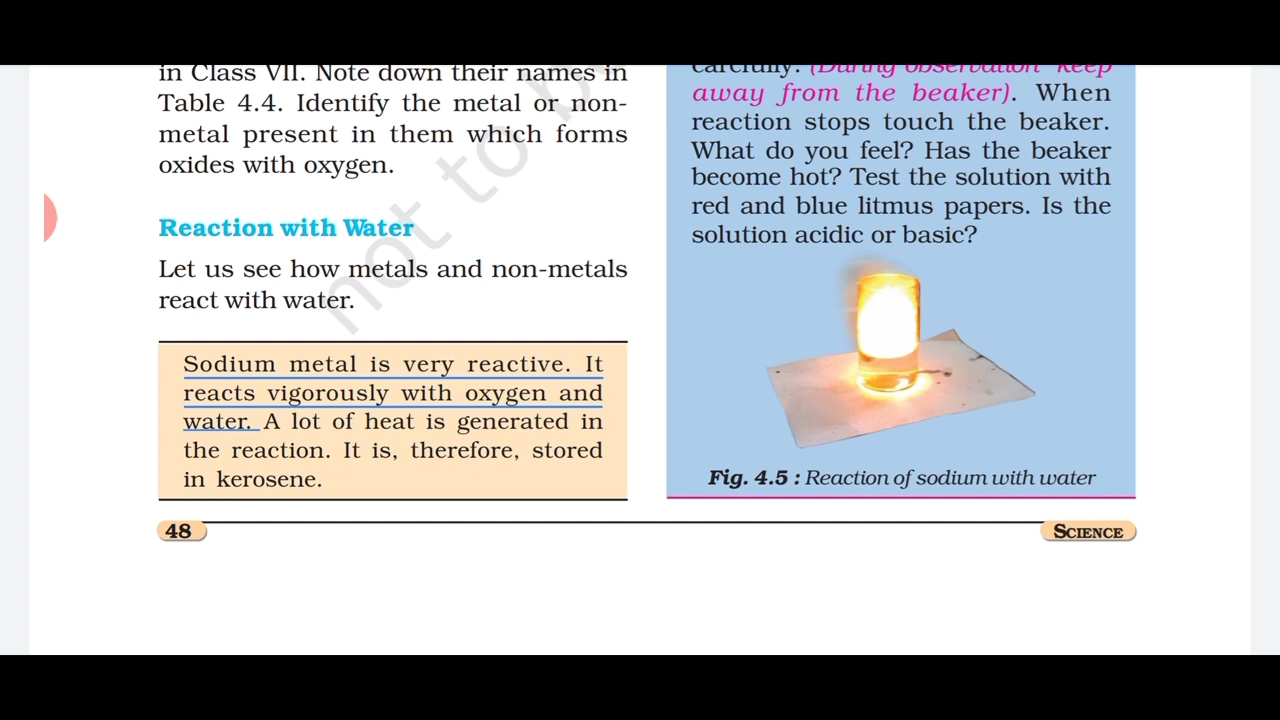 in Class VII. Note down their names in
Table 4.4. Identify the metal or non-
metal present in them which forms
oxides with oxygen.
Reaction with Water
Let us see how metals and non-metals
react with water.
Sodium metal is very reactive. It
reacts vigorously with oxygen and
water. A lot of heat is generated in
the reaction. It is, therefore, stored
in kerosene.
48
carefully. (During observation keep
away from the beaker). When
reaction stops touch the beaker.
What do you feel? Has the beaker
become hot? Test the solution with
red and blue litmus papers. Is the
solution acidic or basic?
Fig. 4.5 : Reaction of sodium with water
SCIENCE
not to b